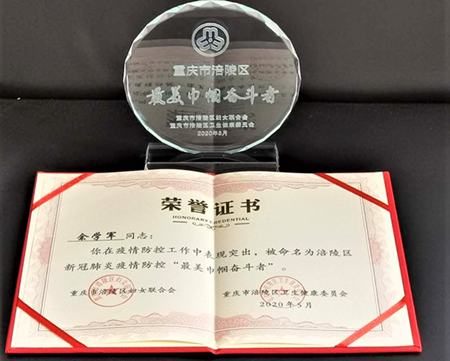 重庆市涪陵区
最美巾帼奋斗者
重庆市涪陵区妇女联合会
重庆市涪陵区卫生健康委员会
2020年5月
荣誉证书
HONORARY CREDENTIAL
余学军 同志：
你在疫情防控工作中表现突出，被命名为涪陵区
新冠肺炎疫情防控“最美巾帼奋斗者”。
重庆市涪陵区妇女联合会 重庆市涪陵区卫生健康委员会
2020年5月